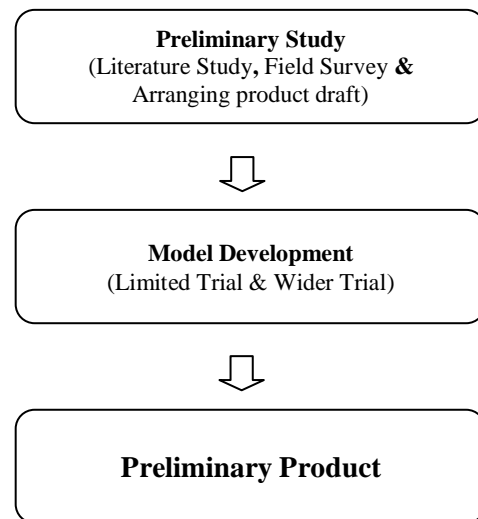 Preliminary Study
(Literature Study, Field Survey &
Arranging product draft)
Model Development
(Limited Trial & Wider Trial)
Preliminary Product